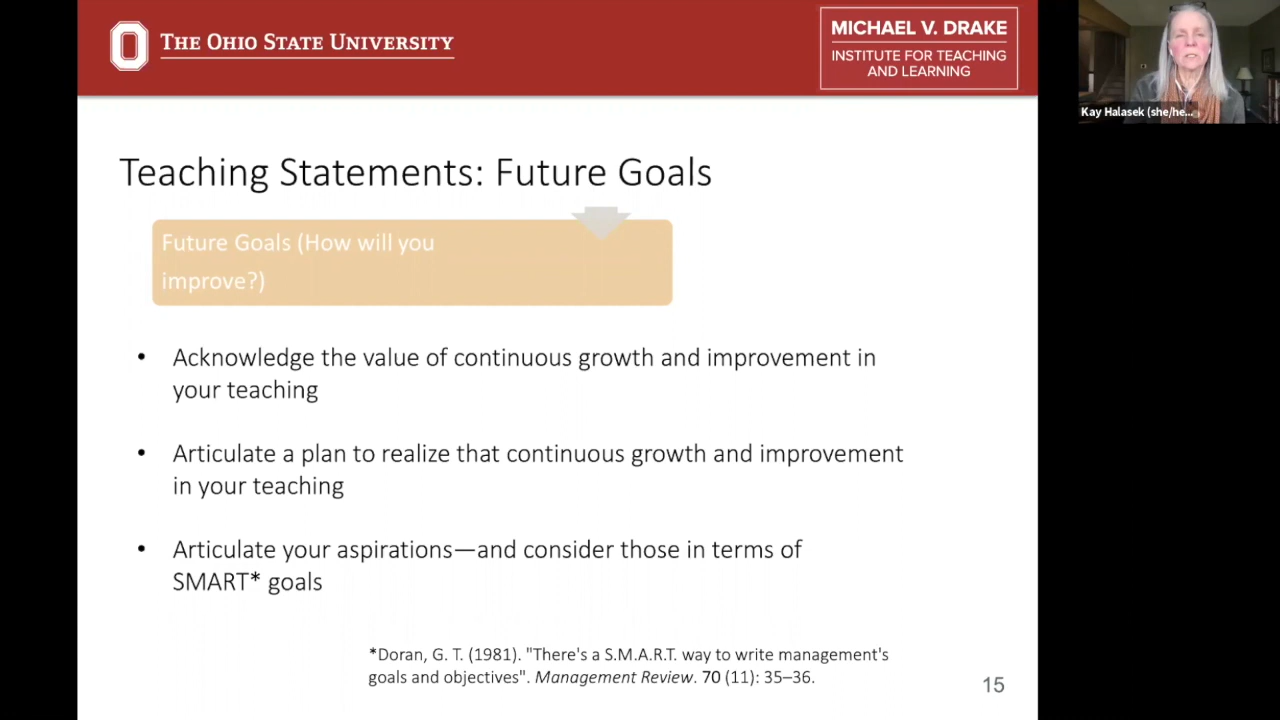 THE OHIO STATE UNIVERSITY
MICHAEL V. DRAKE
INSTITUTE FOR TEACHING
AND LEARNING
Kay Halasek (she/he...
Teaching Statements: Future Goals
Future Goals (How will you
improve?)
• Acknowledge the value of continuous growth and improvement in
your teaching
• Articulate a plan to realize that continuous growth and improvement
in your teaching
• Articulate your aspirations—and consider those in terms of
SMART* goals
*Doran, G. T. (1981). "There's a S.M.A.R.T. way to write management's
goals and objectives". Management Review. 70 (11): 35–36.
15